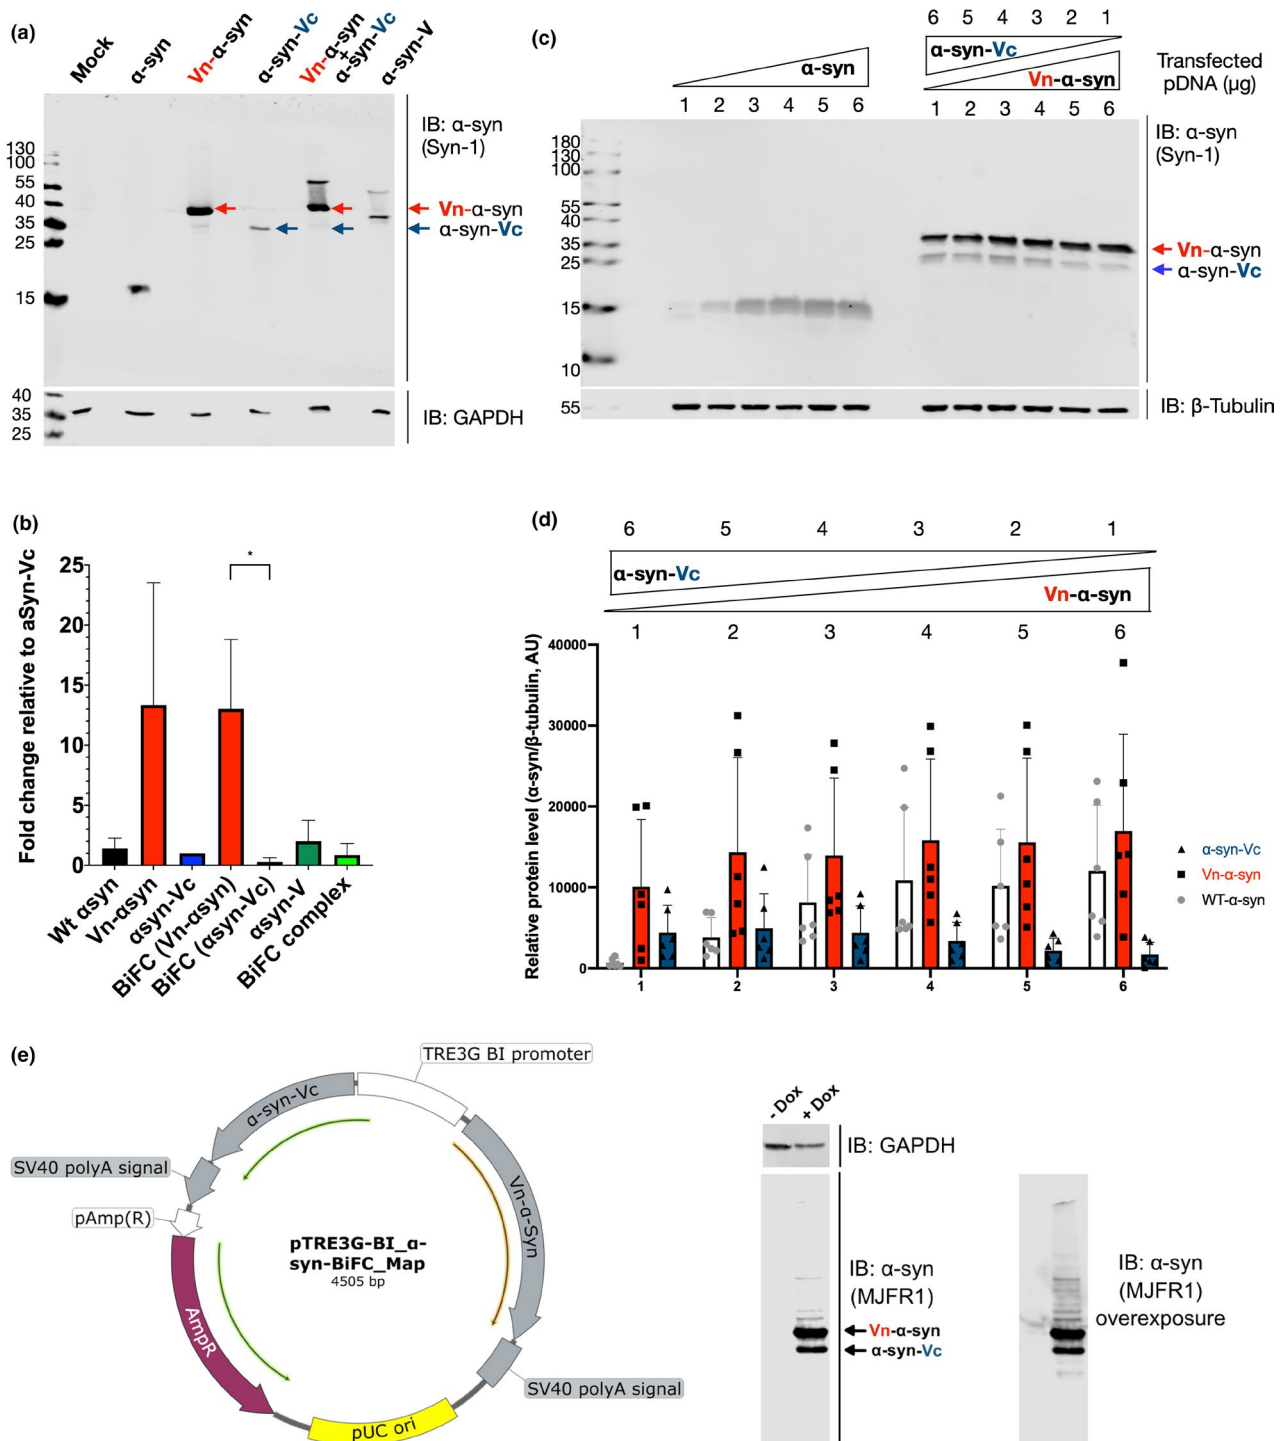 (a)
Mock
α-syn
Vn-α-syn
α-syn-Vc
Vn-α-syn
+
α-syn-Vc
α-syn-V
130
100
55
40
35
25
15
IB: α-syn
(Syn-1)
Vn-α-syn
α-syn-Vc
40
35
25
IB: GAPDH
(c)
6 5 4 3 2 1
α-syn
α-syn-Vc
Vn-α-syn
Transfected
pDNA (µg)
1 2 3 4 5 6
1 2 3 4 5 6
180
130
100
55
40
35
25
15
10
IB: α-syn
(Syn-1)
Vn-α-syn
α-syn-Vc
55
IB: β-Tubulin
(b)
Fold change relative to aSyn-Vc
25
20
15
10
5
0
*
Wt αsyn
Vn-αsyn
αsyn-Vc
BiFC (Vn-αsyn)
BiFC (αsyn-Vc)
αsyn-V
BiFC complex
(d)
6 5 4 3 2 1
α-syn-Vc
Vn-α-syn
1 2 3 4 5 6
Relative protein level (α-syn/β-tubulin, AU)
40000
30000
20000
10000
0
1 2 3 4 5 6
α-syn-Vc
Vn-α-syn
WT-α-syn
(e)
TRE3G BI promoter
α-syn-Vc
SV40 polyA signal
pAmp(R)
AmpR
pUC ori
SV40 polyA signal
Vn-α-Syn
pTRE3G-BI_α-
syn-BiFC_Map
4505 bp
- Dox
+ Dox
IB: GAPDH
IB: α-syn
(MJFR1)
Vn-α-syn
α-syn-Vc
IB: α-syn
(MJFR1)
overexposure